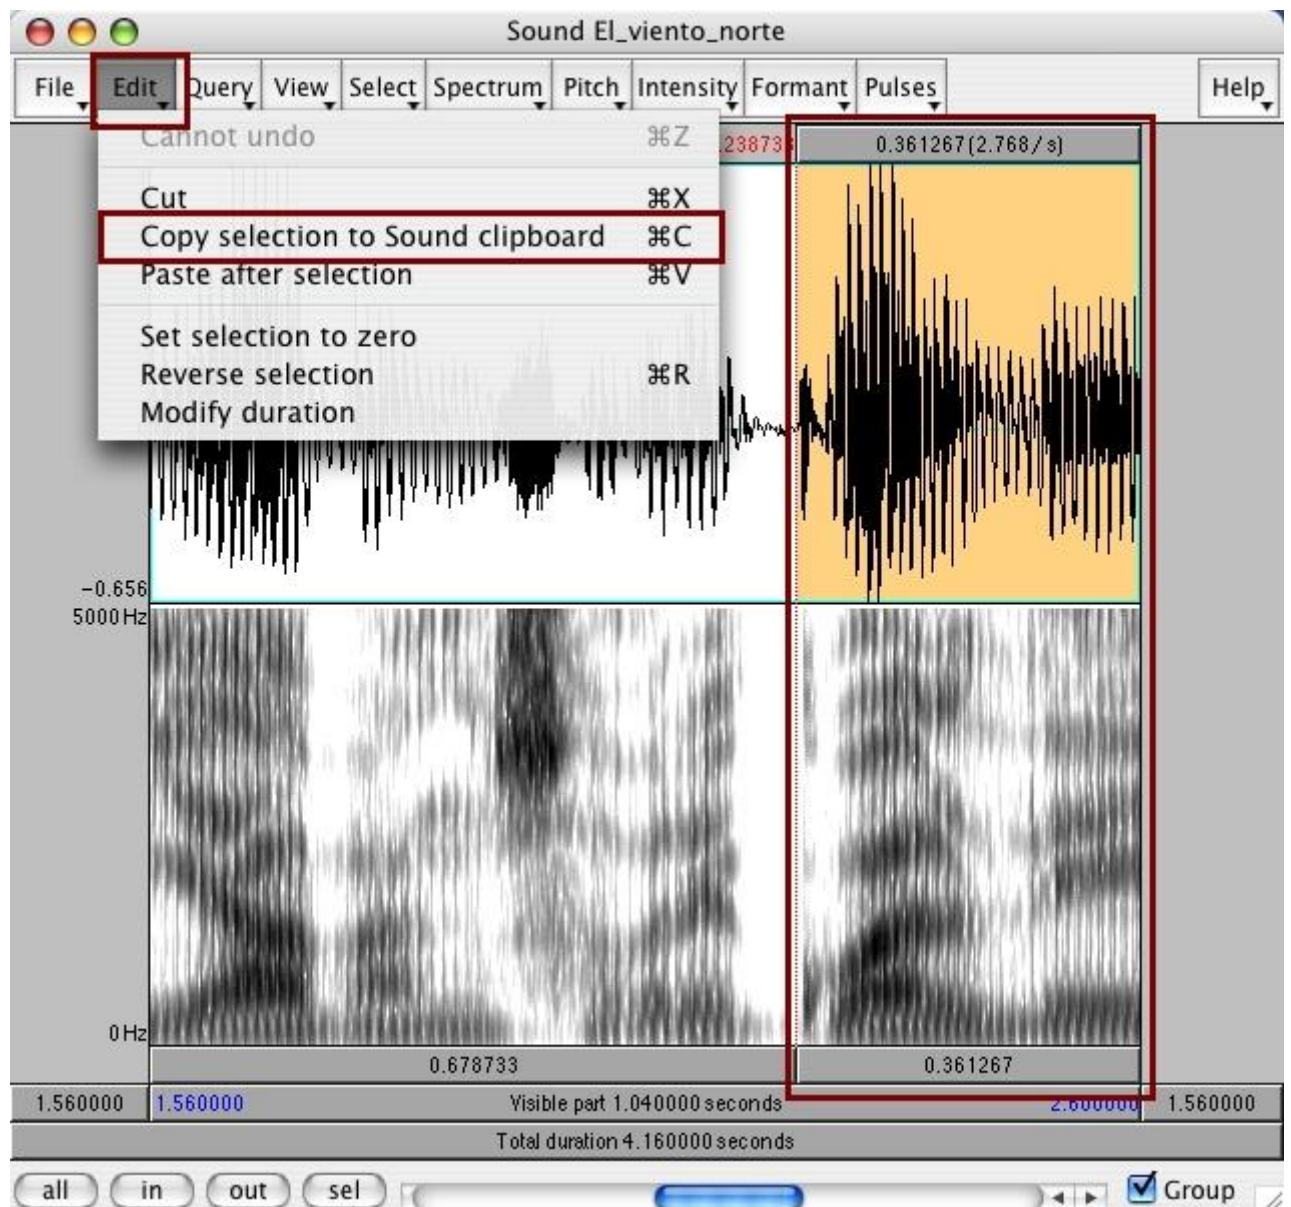 Sound El_viento_norte
File Edit Query View Select Spectrum Pitch Intensity Formant Pulses Help
Cannot undo ⌘Z
.238733 0.361267(2.768/s)
Cut ⌘X
Copy selection to Sound clipboard ⌘C
Paste after selection ⌘V
Set selection to zero
Reverse selection ⌘R
Modify duration
-0.656
5000 Hz
0 Hz
0.678733 0.361267
1.560000 1.560000 Visible part 1.040000 seconds 2.600000 1.560000
Total duration 4.160000 seconds
all in out sel Group